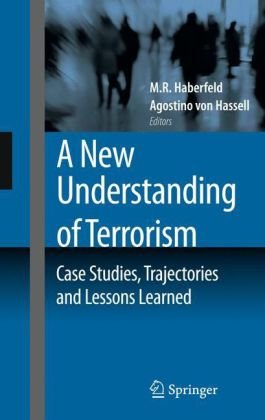 M.R. Haberfeld
Agostino von Hassell
Editors
A New
Understanding
of Terrorism
Case Studies, Trajectories
and Lessons Learned
Springer